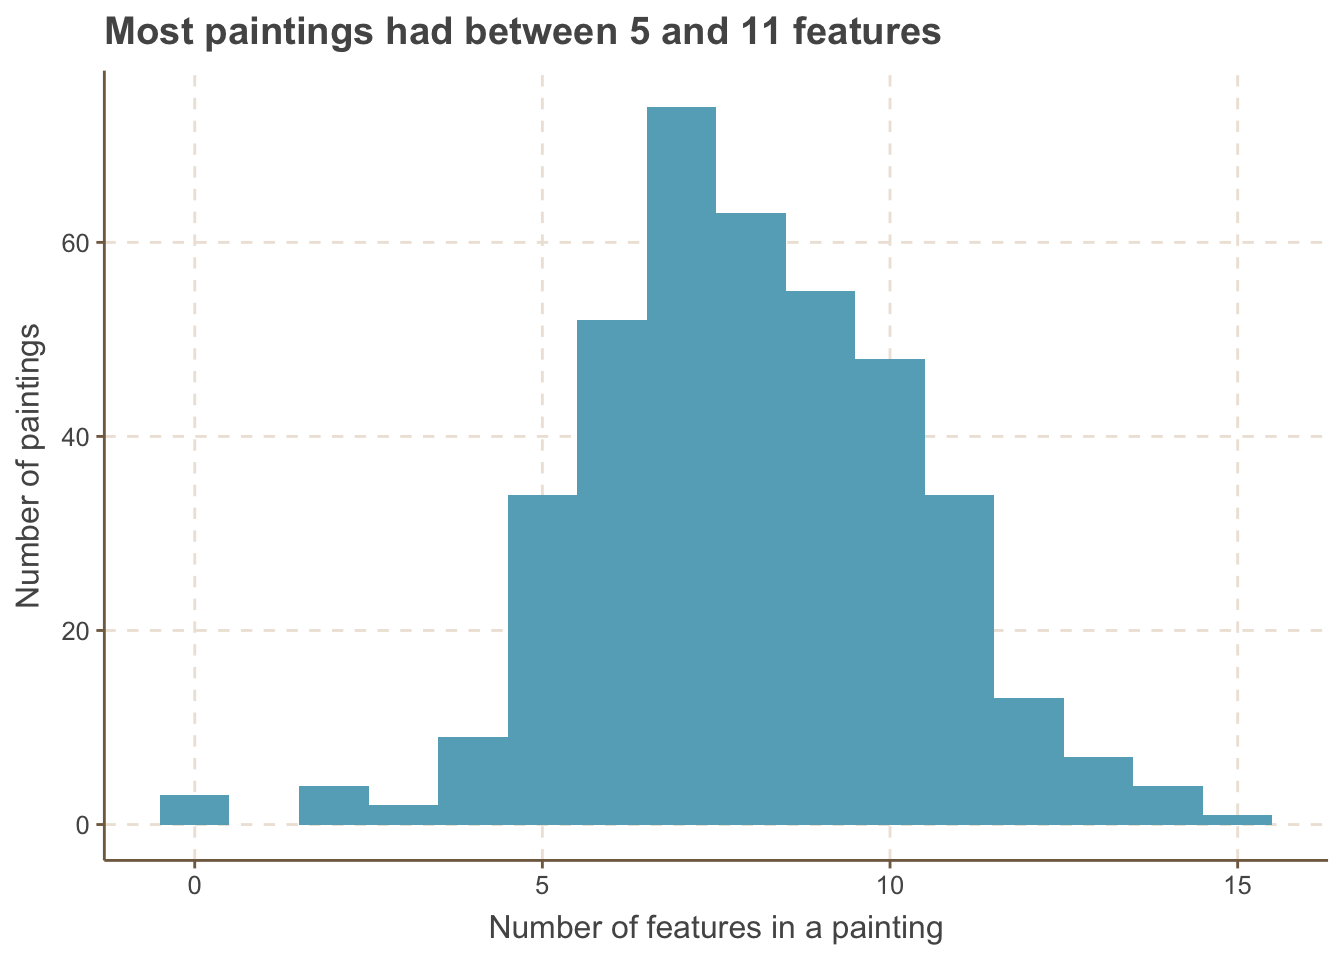 Most paintings had between 5 and 11 features
Number of paintings
60
40
20
0
0 5 10 15
Number of features in a painting